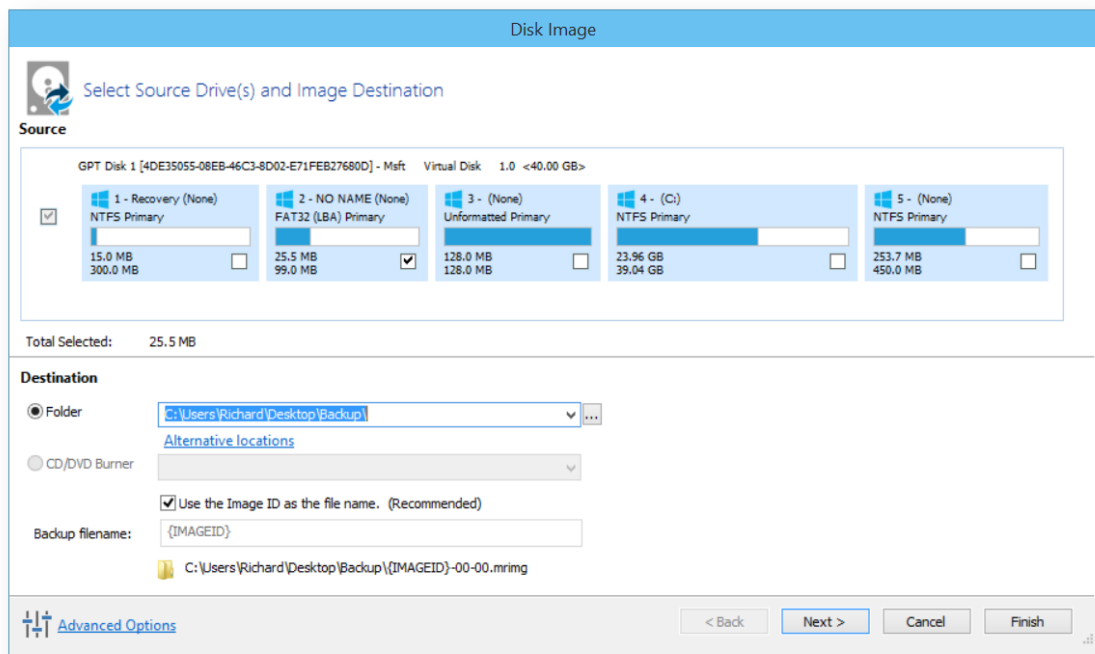 Disk Image
Select Source Drive(s) and Image Destination
Source
GPT Disk 1 [4DE35055-08EB-46C3-8D02-E71FEB27680D] - Msft Virtual Disk 1.0 <40.00 GB>
1 - Recovery (None)
NTFS Primary
15.0 MB
300.0 MB
2 - NO NAME (None)
FAT32 (LBA) Primary
25.5 MB
99.0 MB
3 - (None)
Unformatted Primary
128.0 MB
128.0 MB
4 - (C:)
NTFS Primary
23.96 GB
39.04 GB
5 - (None)
NTFS Primary
253.7 MB
450.0 MB
Total Selected: 25.5 MB
Destination
Folder
C:\Users\Richard\Desktop\Backup\
...
Alternative locations
CD/DVD Burner
Use the Image ID as the file name. (Recommended)
Backup filename: {IMAGEID}
C:\Users\Richard\Desktop\Backup\{IMAGEID}-00-00.mrimg
Advanced Options
< Back
Next >
Cancel
Finish